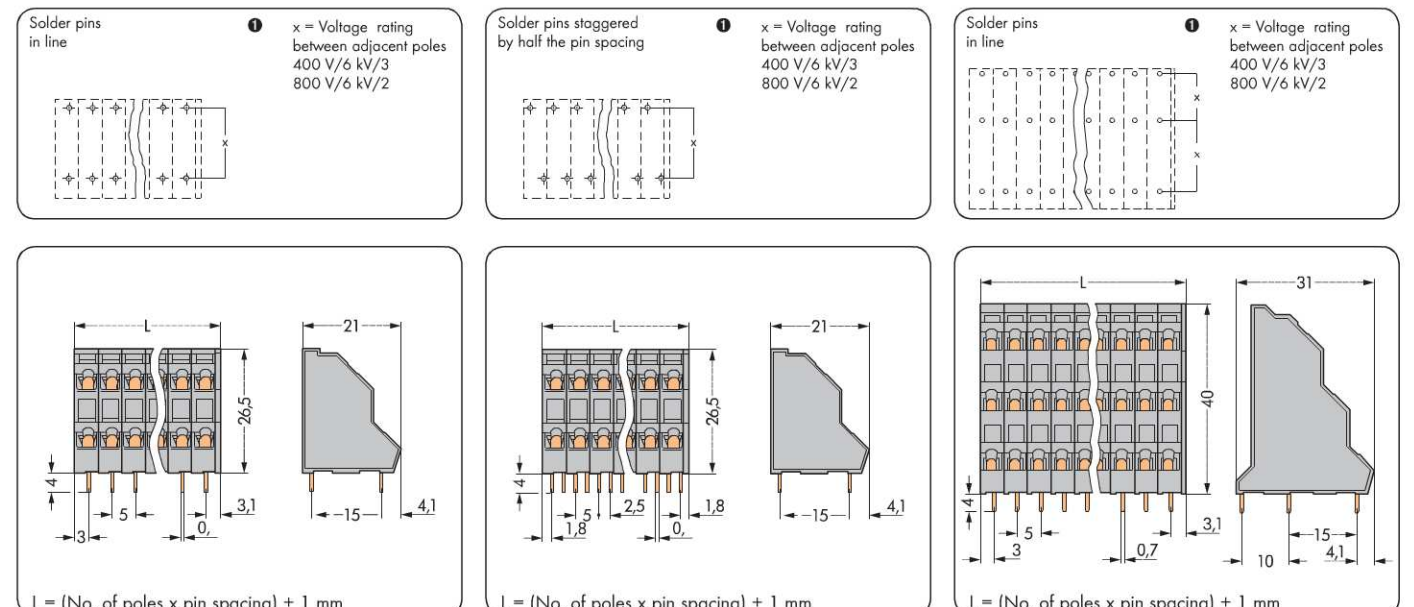 Solder pins
in line
❶
x = Voltage rating
between adjacent poles
400 V/6 kV/3
800 V/6 kV/2
x
Solder pins staggered
by half the pin spacing
❶
x = Voltage rating
between adjacent poles
400 V/6 kV/3
800 V/6 kV/2
x
Solder pins
in line
❶
x = Voltage rating
between adjacent poles
400 V/6 kV/3
800 V/6 kV/2
x
x
L
21
26,5
4
5
3
0,
3,1
15
4,1
L = (No. of poles x pin spacing) + 1 mm
L
21
26,5
4
1,8
5
2,5
0,
1,8
15
4,1
L = (No. of poles x pin spacing) + 1 mm
L
31
40
4
3
5
0,7
3,1
10
15
4,1
L = (No. of poles x pin spacing) + 1 mm